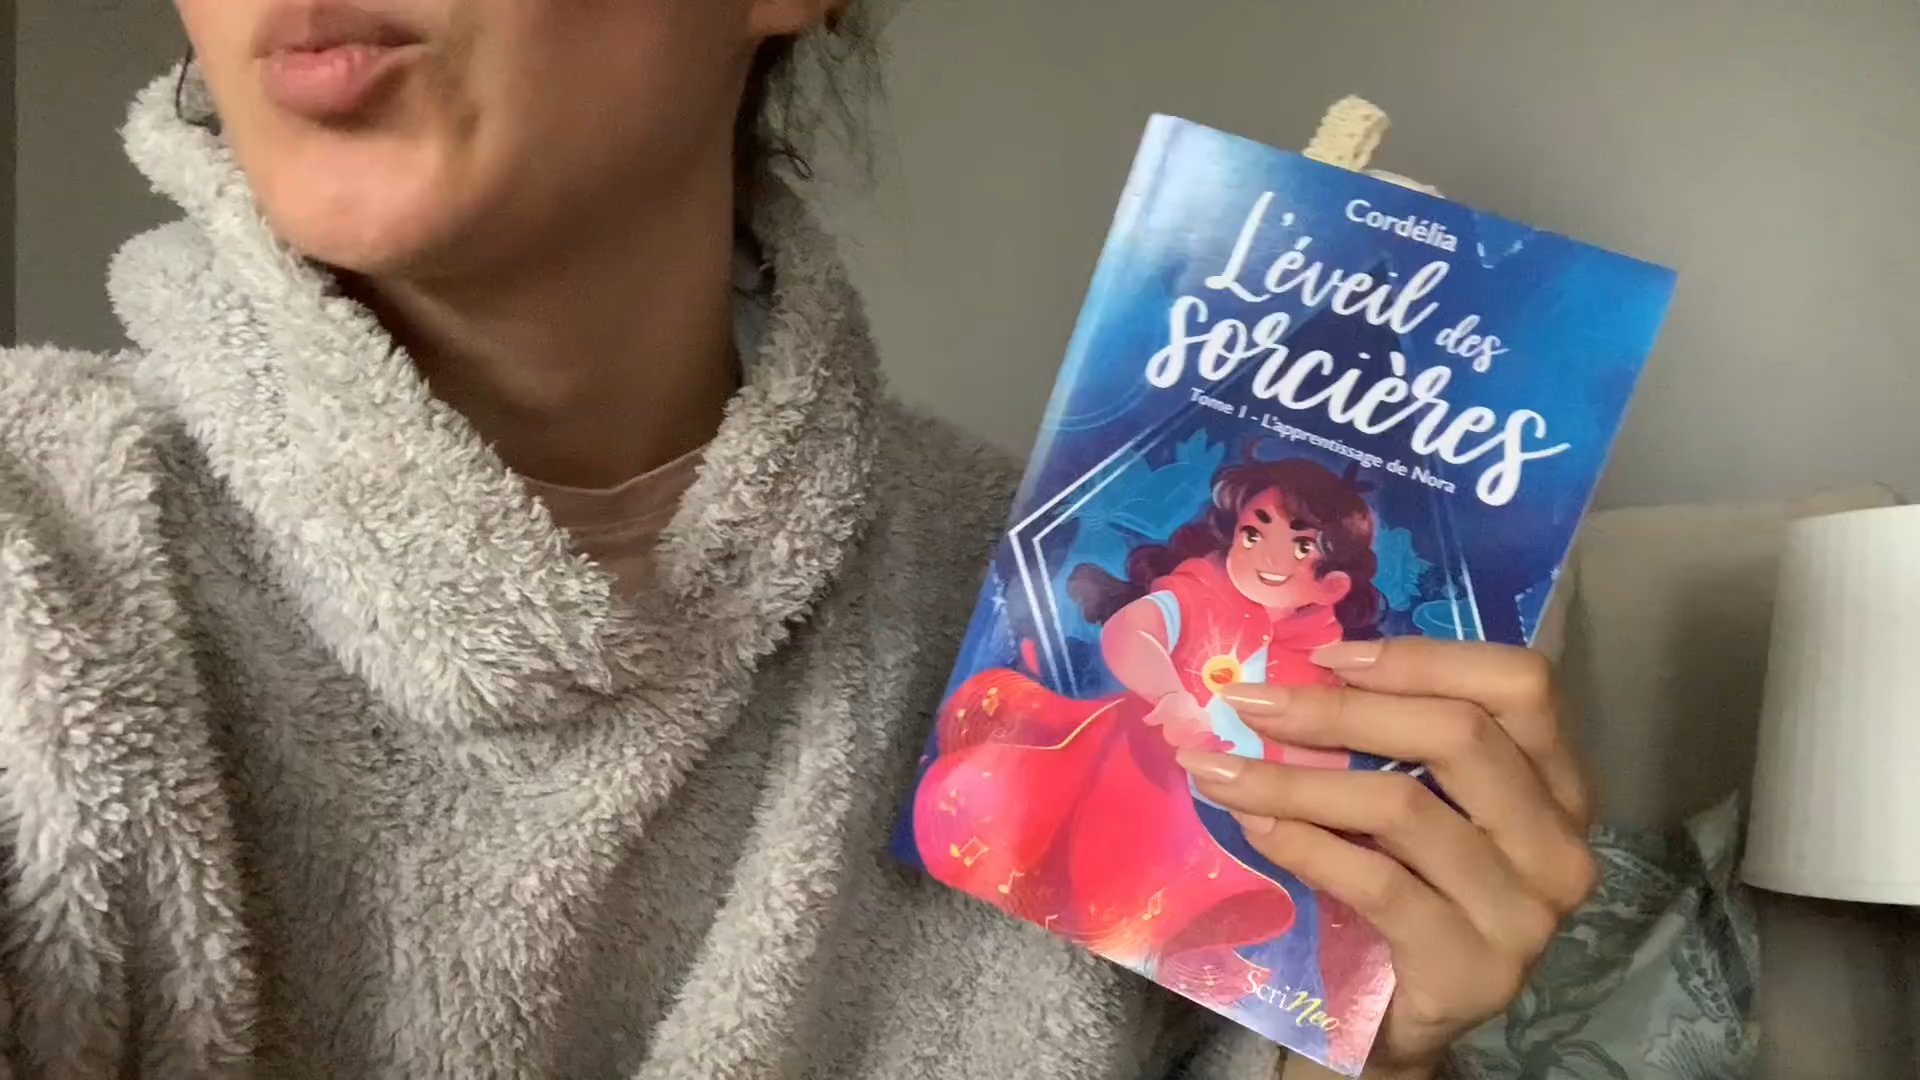 Cordélia
L'éveil des
sorcières
Tome 1 - L'apprentissage de Nora
ScriNeo